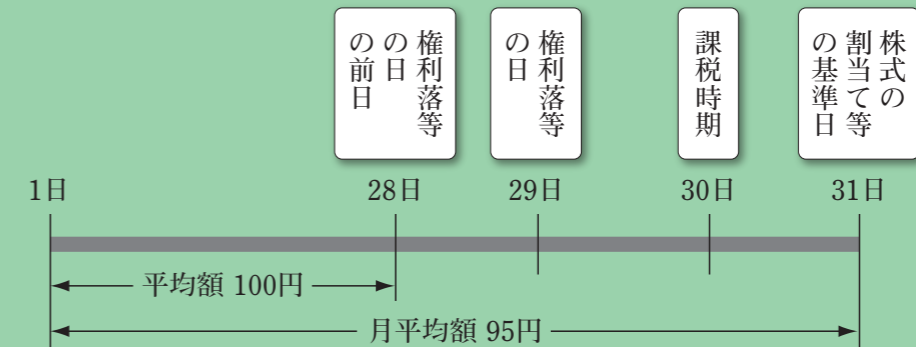 権利落等
の日
の前日
権利落等
の日
課税時期
株式の
割当て等
の基準日
1日
28日
29日
30日
31日
平均額 100円
月平均額 95円